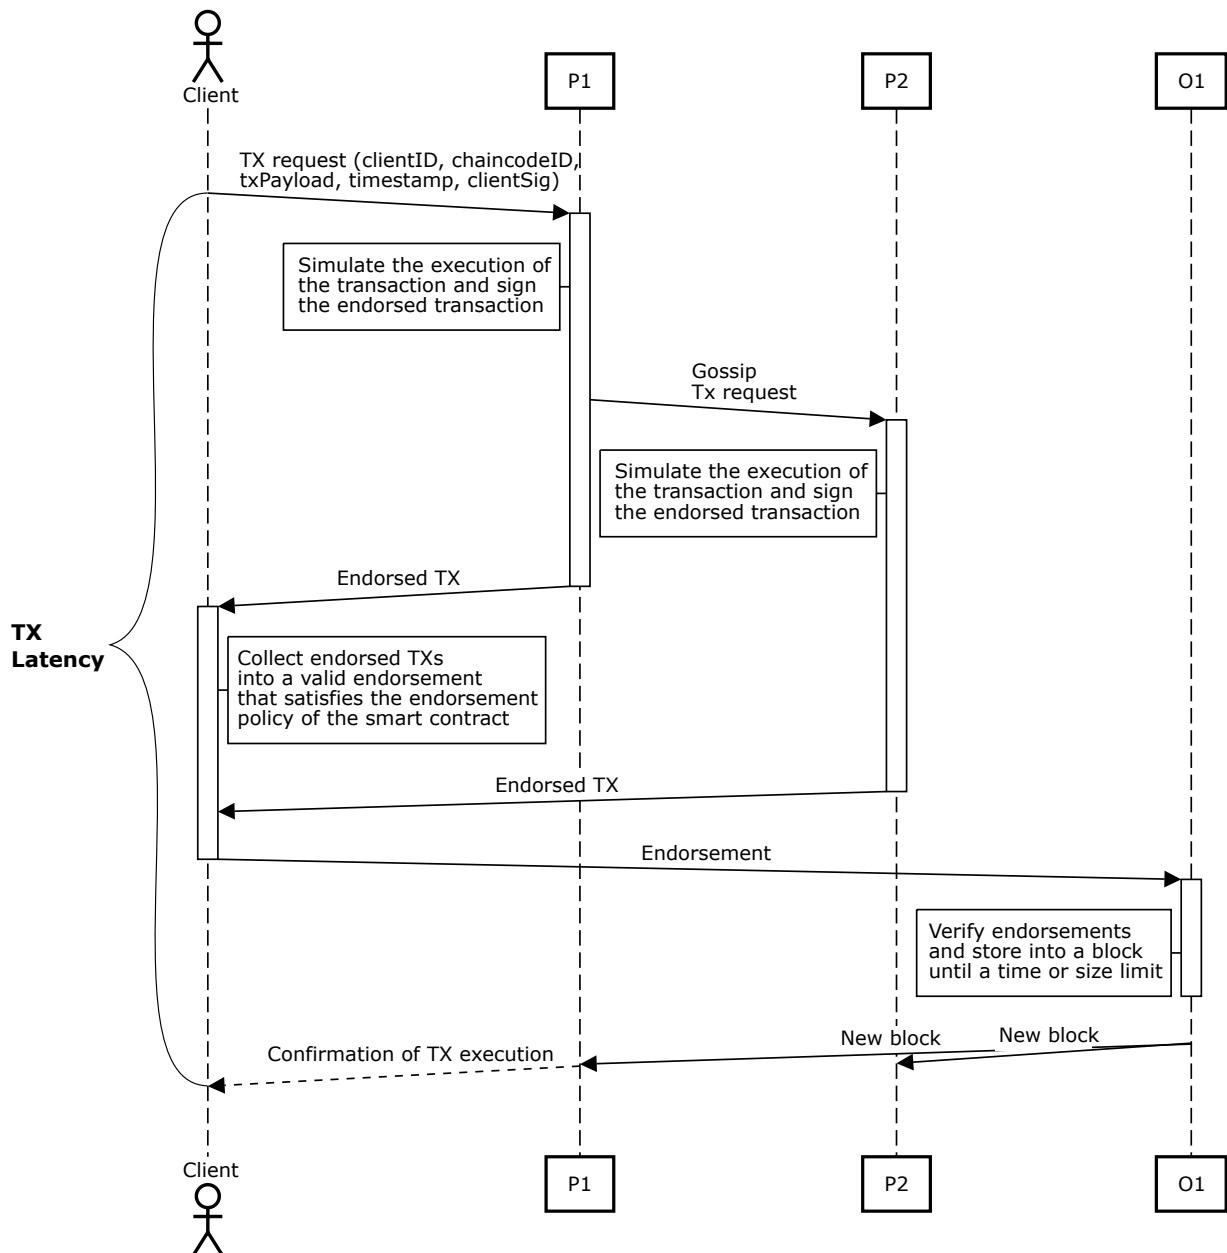 Client
P1
P2
O1
TX request (clientID, chaincodeID,
txPayload, timestamp, clientSig)
Simulate the execution of
the transaction and sign
the endorsed transaction
Gossip
Tx request
Simulate the execution of
the transaction and sign
the endorsed transaction
Endorsed TX
TX
Latency
Collect endorsed TXs
into a valid endorsement
that satisfies the endorsement
policy of the smart contract
Endorsed TX
Endorsement
Verify endorsements
and store into a block
until a time or size limit
New block
New block
Confirmation of TX execution
Client
P1
P2
O1